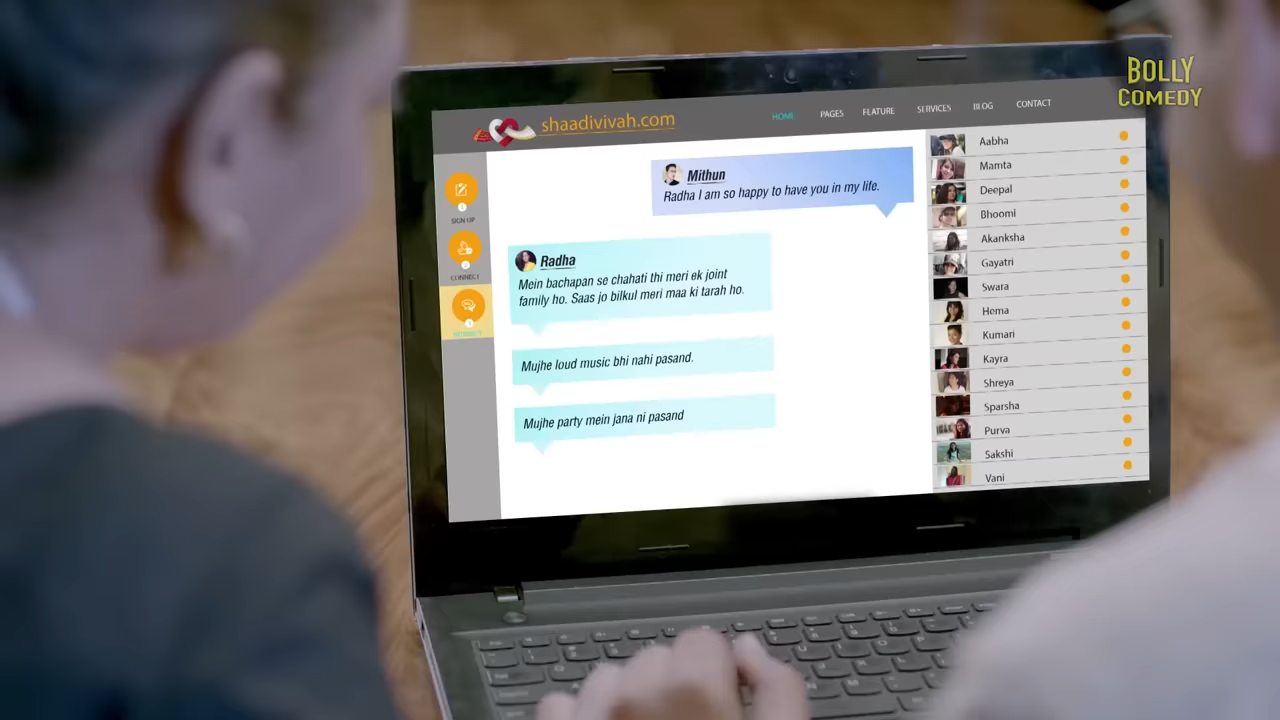 BOLLY
COMEDY
shaadivivah.com
HOME
PAGES
FEATURE
SERVICES
BLOG
CONTACT
SIGN UP
CONNECT
Mithun
Radha I am so happy to have you in my life.
Radha
Mein bachapan se chahati thi meri ek joint
family ho. Saas jo bilkul meri maa ki tarah ho.
Mujhe loud music bhi nahi pasand.
Mujhe party mein jana ni pasand
Aabha
Mamta
Deepal
Bhoomi
Akanksha
Gayatri
Swara
Hema
Kumari
Kayra
Shreya
Sparsha
Purva
Sakshi
Vani